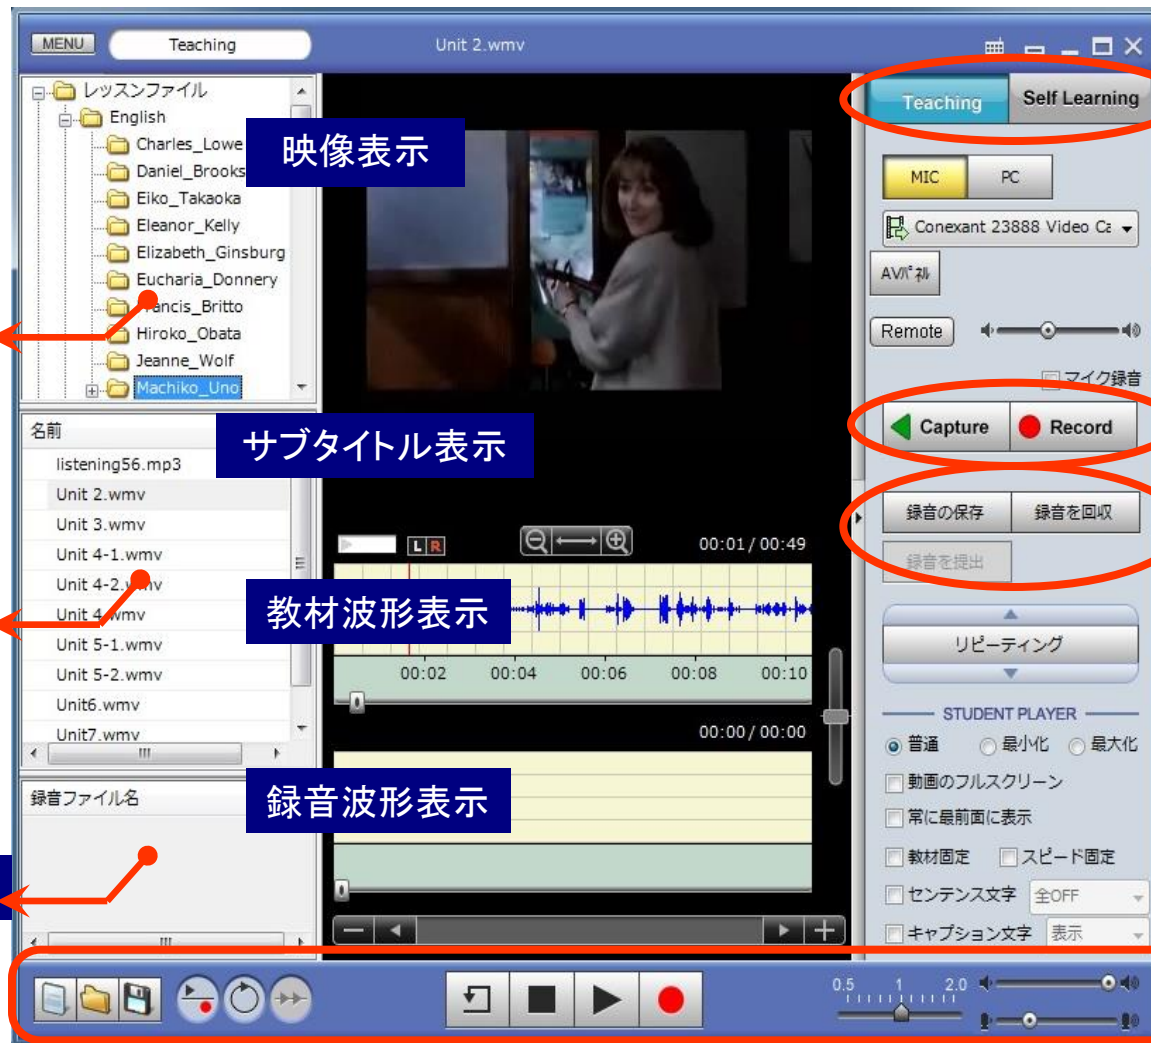 MENU
Teaching
Unit 2.wmv
レッスンファイル
English
Charles_Lowe
Daniel_Brooks
Eiko_Takaoka
Eleanor_Kelly
Elizabeth_Ginsburg
Eucharia_Donnery
Francis_Britto
Hiroko_Obata
Jeanne_Wolf
Machiko_Uno
名前
listening56.mp3
Unit 2.wmv
Unit 3.wmv
Unit 4-1.wmv
Unit 4-2.wmv
Unit 4.wmv
Unit 5-1.wmv
Unit 5-2.wmv
Unit6.wmv
Unit7.wmv
録音ファイル名
映像表示
サブタイトル表示
L R
00:01 / 00:49
教材波形表示
00:02 00:04 00:06 00:08 00:10
00:00 / 00:00
録音波形表示
Teaching Self Learning
MIC PC
Conexant 23888 Video Ca
AVﾊﾟﾈﾙ
Remote
マイク録音
Capture Record
録音の保存 録音を回収
録音を提出
リピーティング
STUDENT PLAYER
普通 最小化 最大化
動画のフルスクリーン
常に最前面に表示
教材固定 スピード固定
センテンス文字 全OFF
キャプション文字 表示
0.5 1 2.0